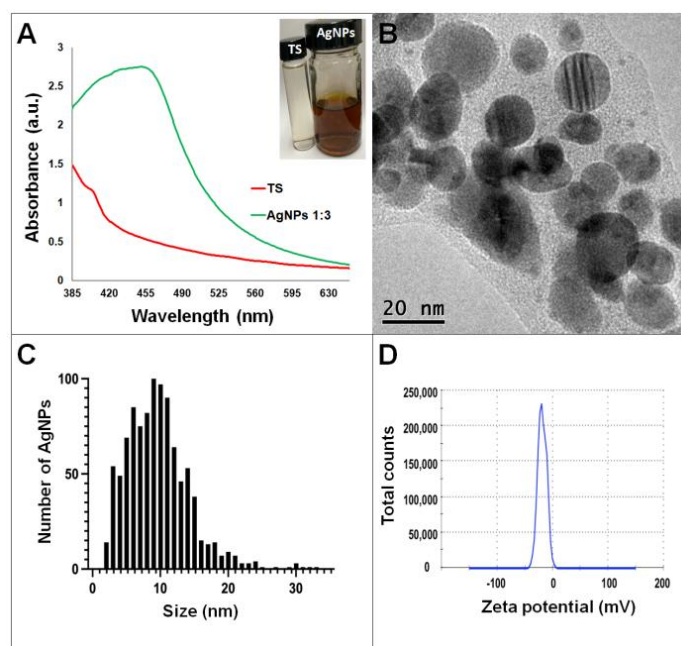 A
Absorbance (a.u.)
3
2.5
2
1.5
1
0.5
0
385 420 455 490 525 560 595 630
Wavelength (nm)
TS
AgNPs 1:3
TS
AgNPs
B
20 nm
C
Number of AgNPs
100
50
0
0 10 20 30
Size (nm)
D
Total counts
250,000
200,000
150,000
100,000
50,000
0
-100 0 100 200
Zeta potential (mV)